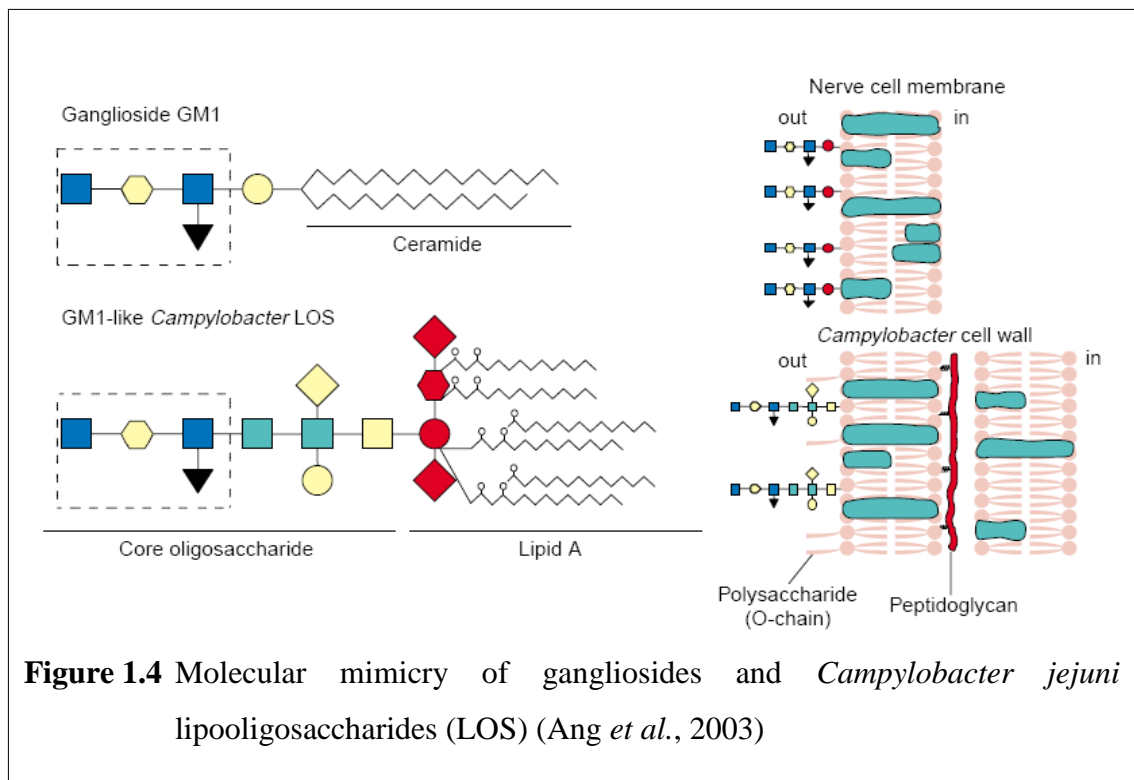 Ganglioside GM1
Ceramide
GM1-like Campylobacter LOS
Core oligosaccharide
Lipid A
Nerve cell membrane
out
in
Campylobacter cell wall
out
in
Polysaccharide
(O-chain)
Peptidoglycan
Figure 1.4 Molecular mimicry of gangliosides and Campylobacter jejuni
lipooligosaccharides (LOS) (Ang et al., 2003)